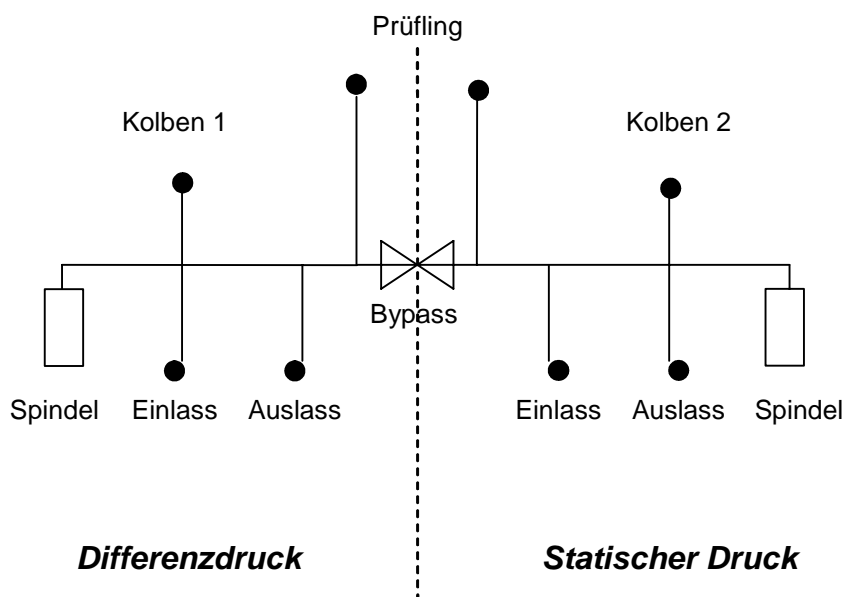 Prüfling
Kolben 1
Kolben 2
Bypass
Spindel
Einlass
Auslass
Einlass
Auslass
Spindel
Differenzdruck
Statischer Druck